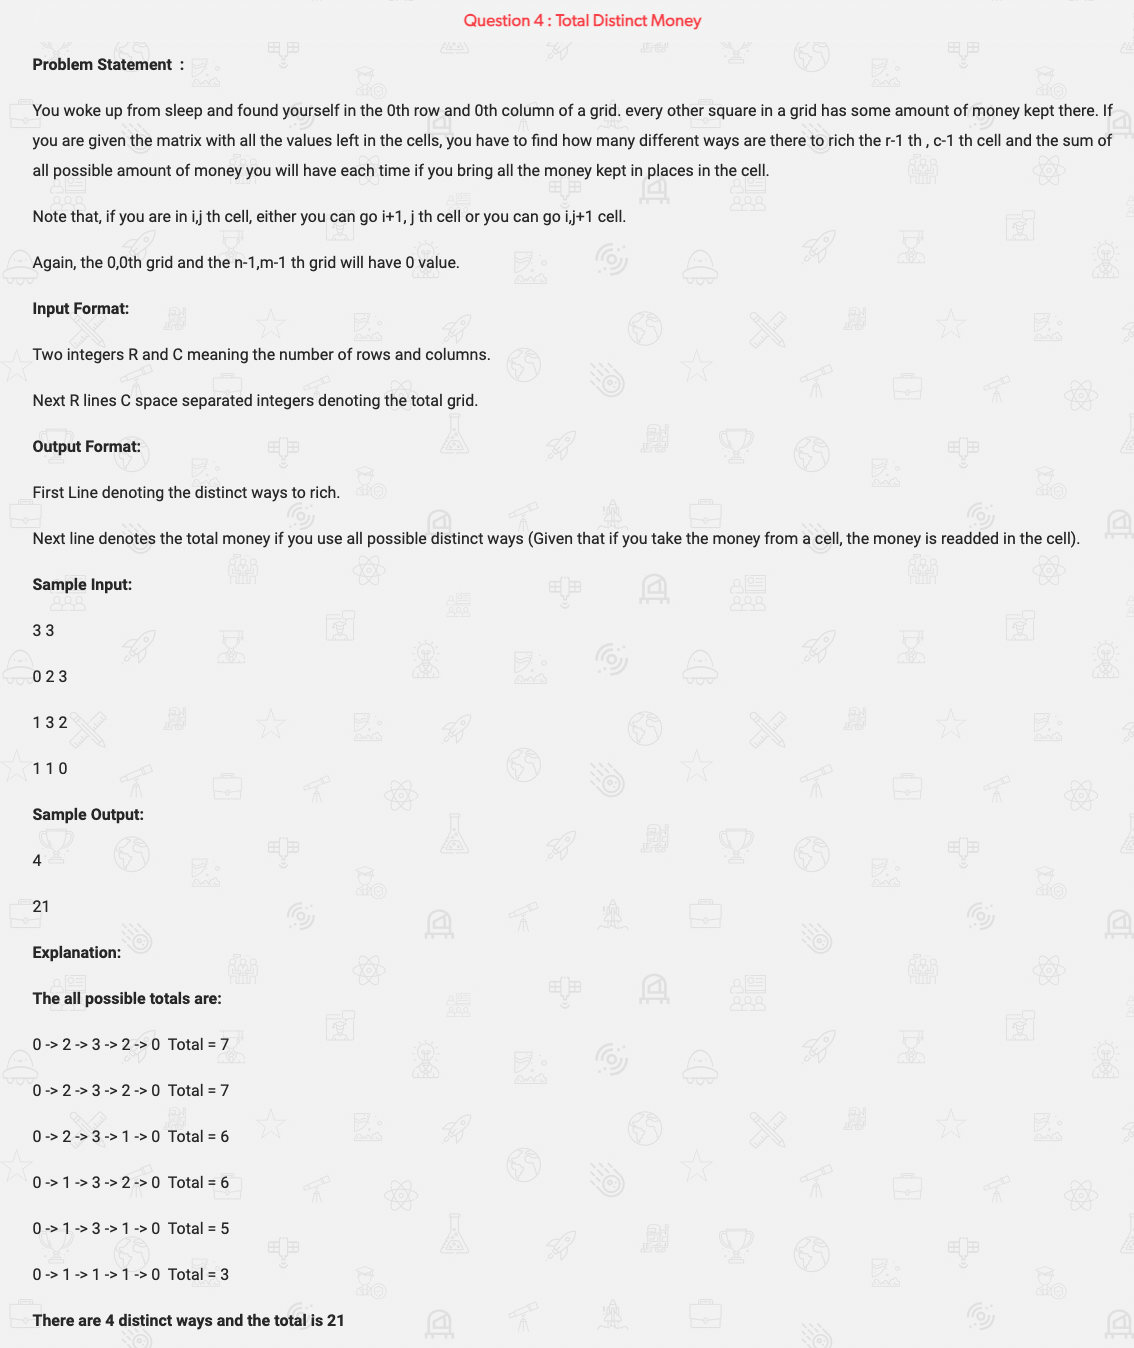 Question 4 : Total Distinct Money
Problem Statement  :
You woke up from sleep and found yourself in the 0th row and 0th column of a grid. every other square in a grid has some amount of money kept there. If
you are given the matrix with all the values left in the cells, you have to find how many different ways are there to rich the r-1 th , c-1 th cell and the sum of
all possible amount of money you will have each time if you bring all the money kept in places in the cell.
Note that, if you are in i,j th cell, either you can go i+1, j th cell or you can go i,j+1 cell.
Again, the 0,0th grid and the n-1,m-1 th grid will have 0 value.
Input Format:
Two integers R and C meaning the number of rows and columns.
Next R lines C space separated integers denoting the total grid.
Output Format:
First Line denoting the distinct ways to rich.
Next line denotes the total money if you use all possible distinct ways (Given that if you take the money from a cell, the money is readded in the cell).
Sample Input:
3 3
0 2 3
1 3 2
1 1 0
Sample Output:
4
21
Explanation:
The all possible totals are:
0 -> 2 -> 3 -> 2 -> 0  Total = 7
0 -> 2 -> 3 -> 2 -> 0  Total = 7
0 -> 2 -> 3 -> 1 -> 0  Total = 6
0 -> 1 -> 3 -> 2 -> 0  Total = 6
0 -> 1 -> 3 -> 1 -> 0  Total = 5
0 -> 1 -> 1 -> 1 -> 0  Total = 3
There are 4 distinct ways and the total is 21